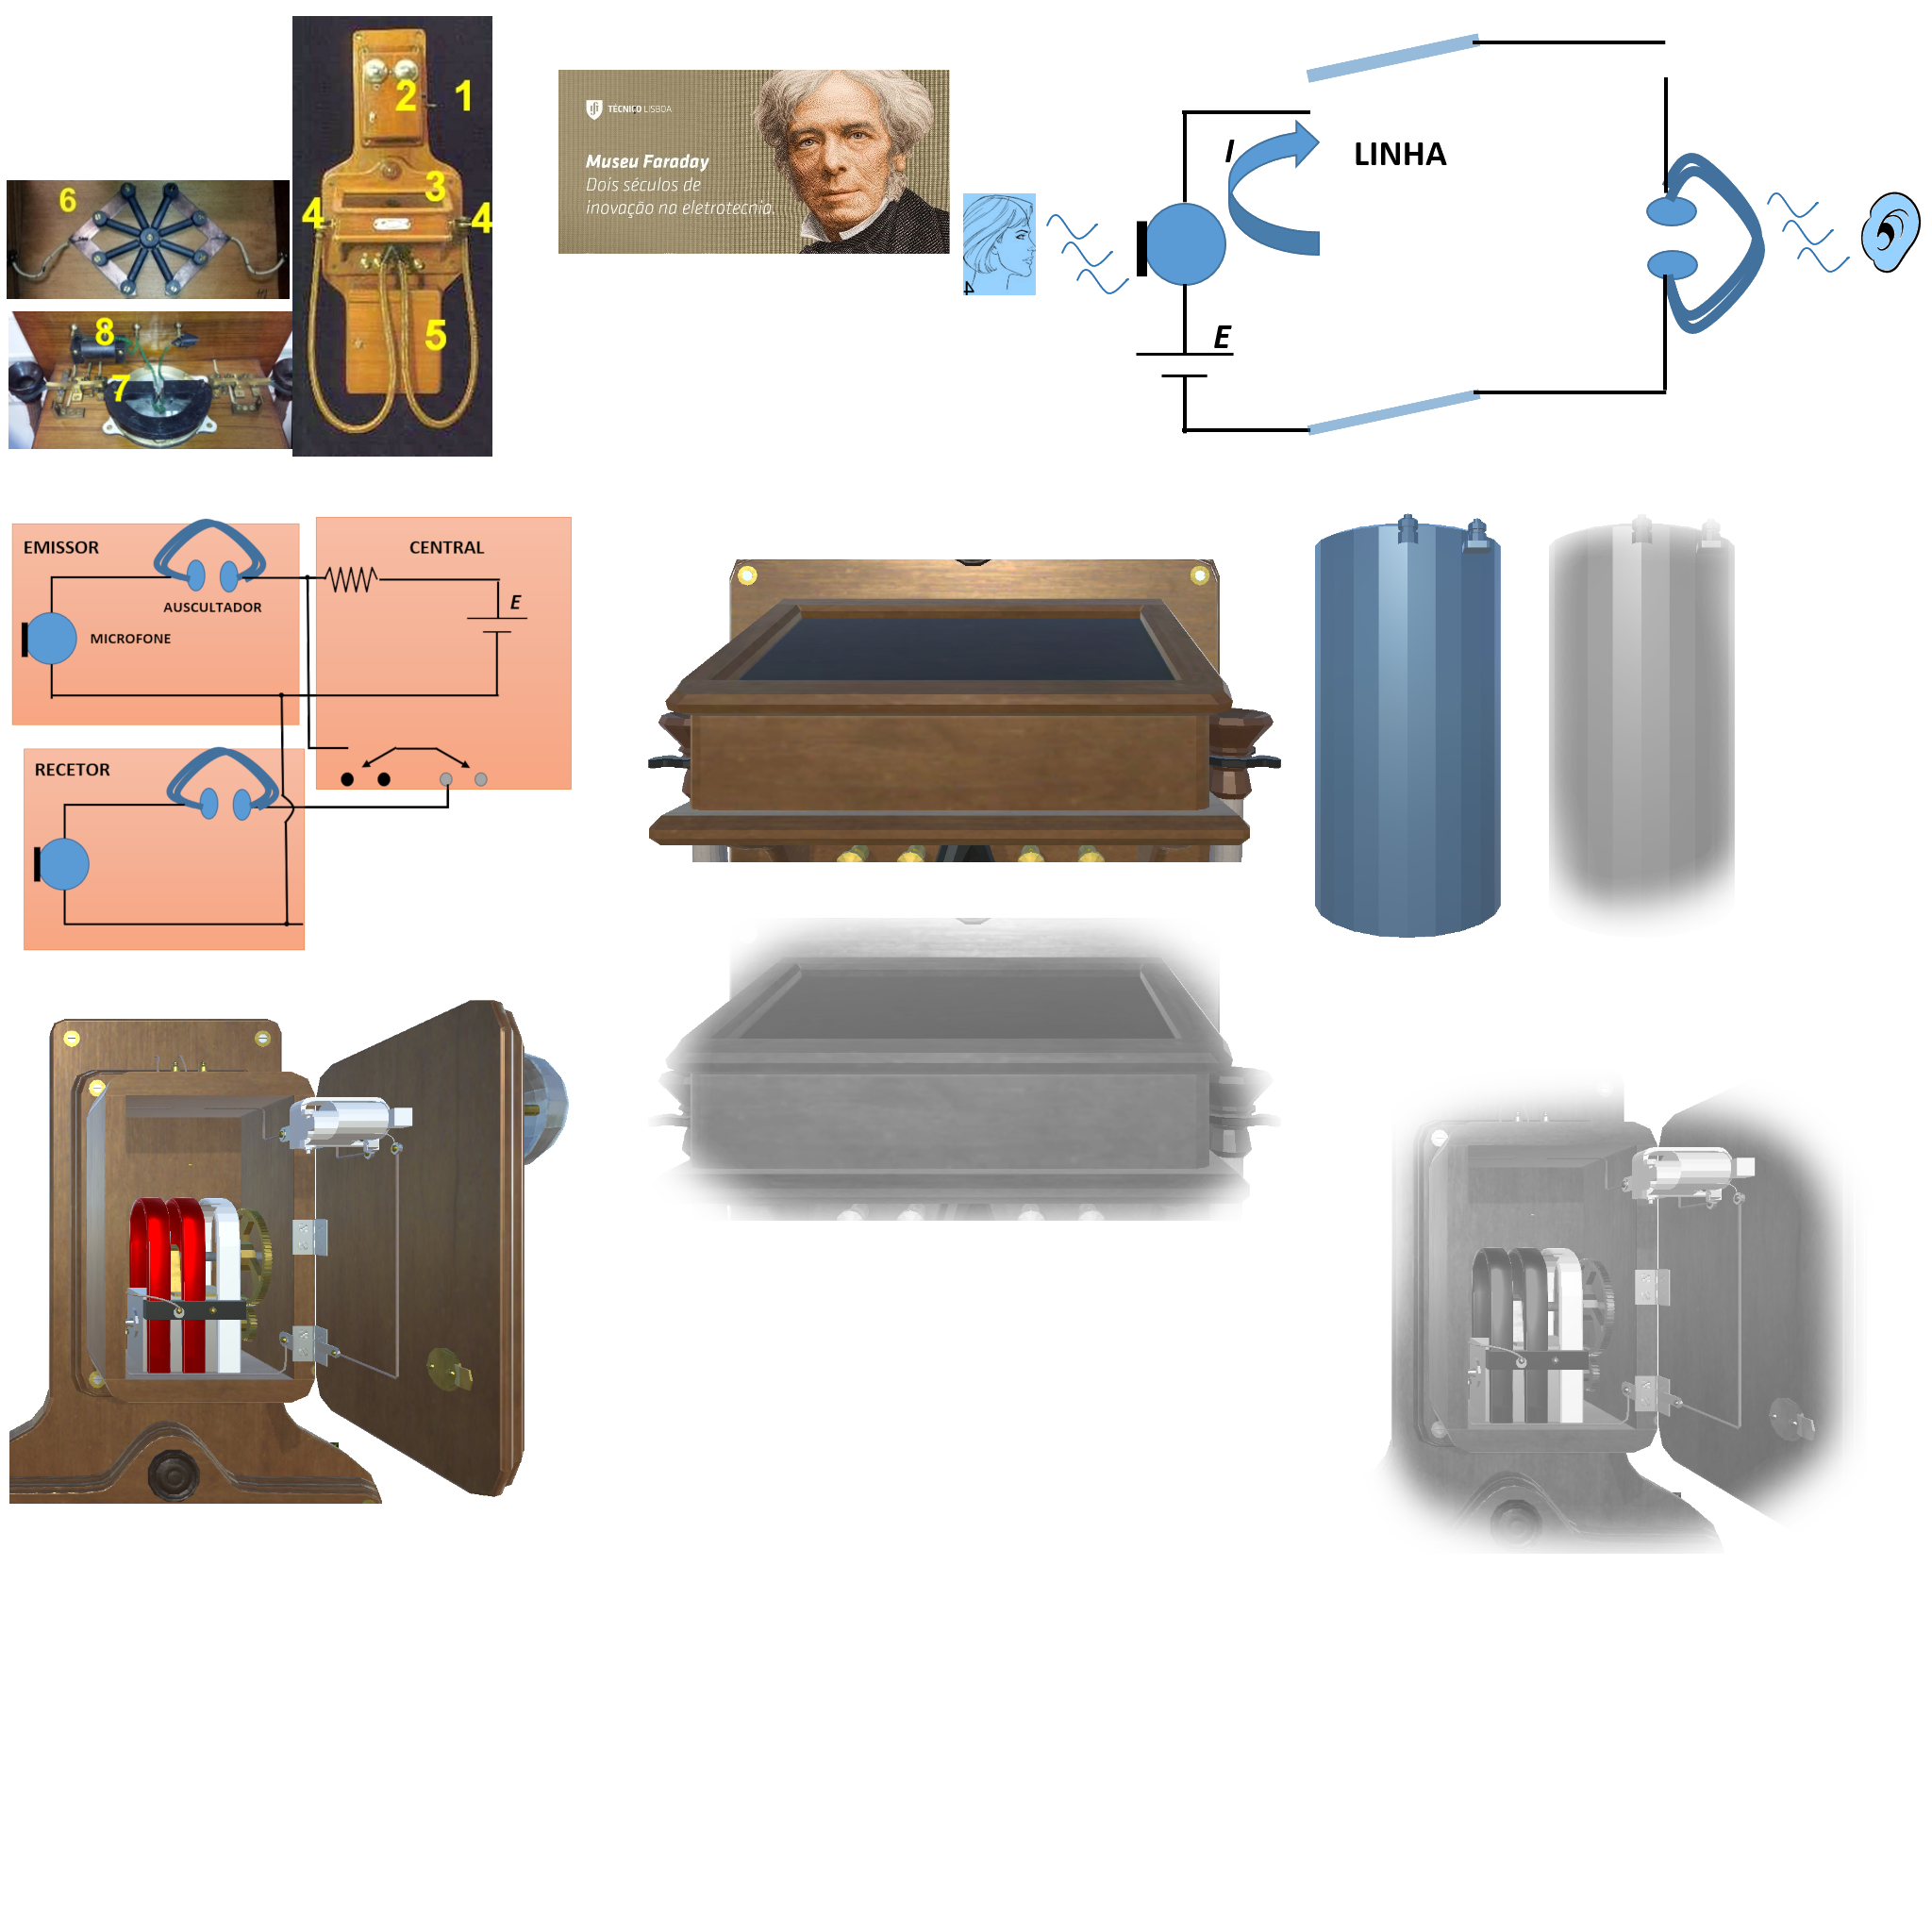 1
2
3
4
4
5
6
8
7
TÉCNICO LISBOA
Museu Faraday
Dois séculos de
inovação na eletrotecnia.
I
LINHA
E
4
EMISSOR
AUSCULTADOR
MICROFONE
CENTRAL
E
RECETOR